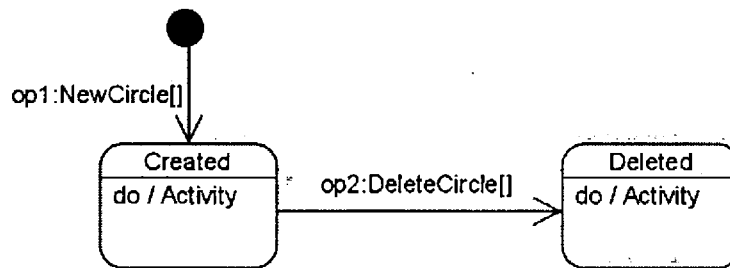 op1:NewCircle[]
Created
do / Activity
op2:DeleteCircle[]
Deleted
do / Activity